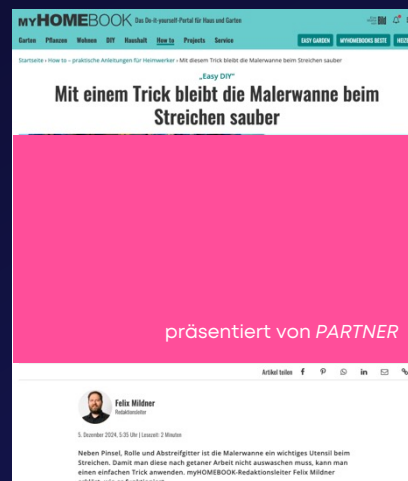 MYHOMEBOOK Das Do-it-yourself-Portal für Haus und Garten
Garten Pflanzen Wohnen DIY Haushalt How to Projects Service EASY GARDEN MYHOMEBOOKS BESTE
Startseite › How to – praktische Anleitungen für Heimwerker › Mit diesem Trick bleibt die Malerwanne beim Streichen sauber
„Easy DIY“
Mit einem Trick bleibt die Malerwanne beim
Streichen sauber
präsentiert von PARTNER
Artikel teilen
Felix Mildner
Redaktionsleiter
5. Dezember 2024, 5:35 Uhr | Lesezeit: 2 Minuten
Neben Pinsel, Rolle und Abstreifgitter ist die Malerwanne ein wichtiges Utensil beim
Streichen. Damit man diese nach getaner Arbeit nicht auswaschen muss, kann man
einen einfachen Trick anwenden. myHOMEBOOK-Redaktionsleiter Felix Mildner